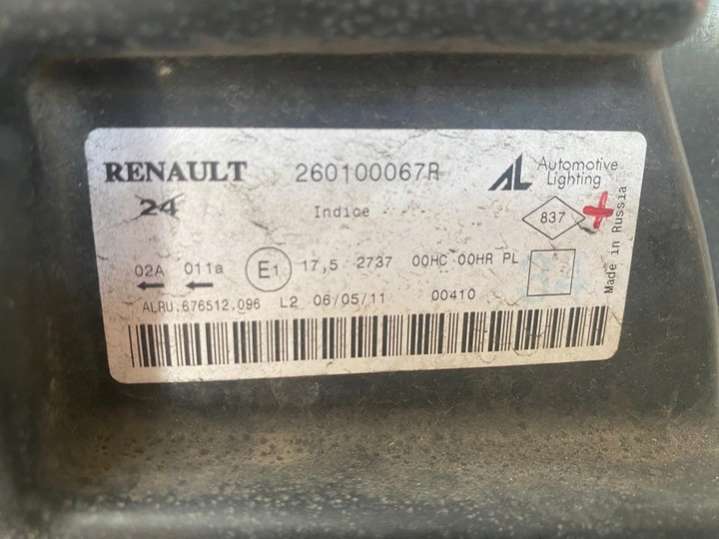 RENAULT 260100067R AL Automotive Lighting
24 Indice 837
02A 011a E1 17,5 2737 00HC 00HR PL
ALRU.676512.096 L2 06/05/11 00410
Made in Russia